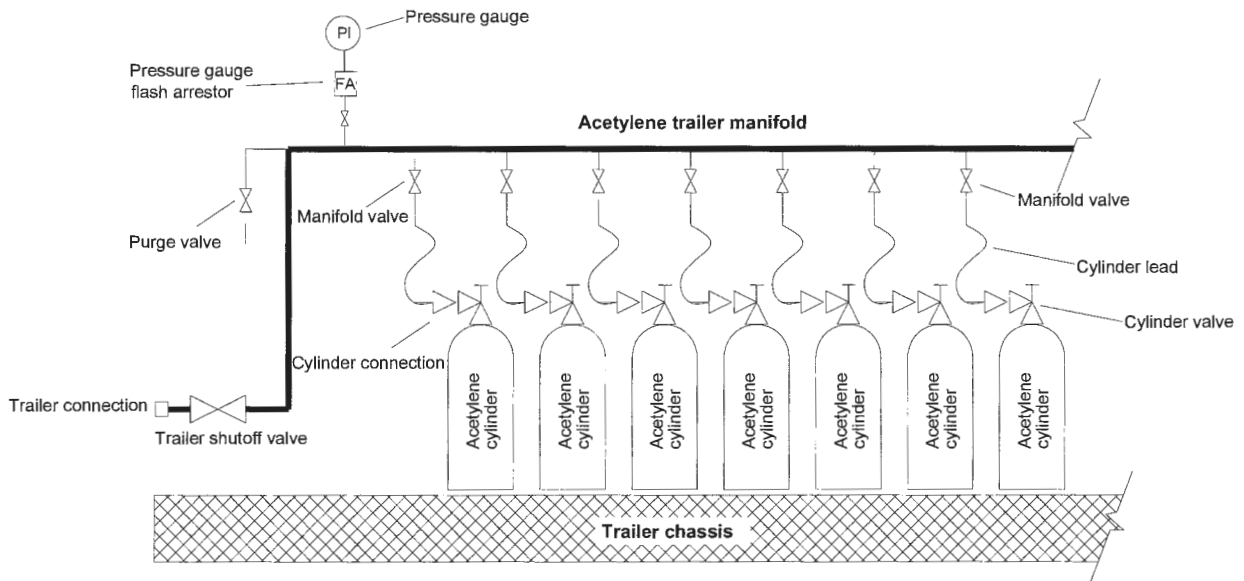 Pressure gauge
PI
Pressure gauge
flash arrestor
FA
Acetylene trailer manifold
Manifold valve
Manifold valve
Purge valve
Cylinder lead
Cylinder valve
Cylinder connection
Trailer connection
Trailer shutoff valve
Acetylene
cylinder
Acetylene
cylinder
Acetylene
cylinder
Acetylene
cylinder
Acetylene
cylinder
Acetylene
cylinder
Acetylene
cylinder
Trailer chassis